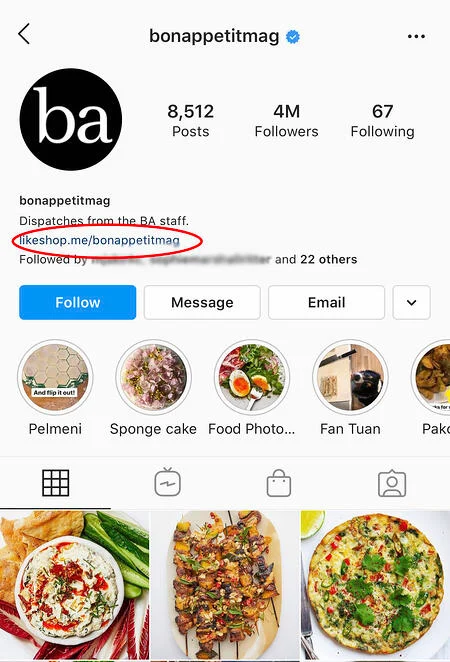 bonappetitmag
ba
8,512
4M
67
Posts
Followers
Following
bonappetitmag
Dispatches from the BA staff.
likeshop.me/bonappetitmag
Followed by and 22 others
Follow
Message
Email
And flip it out!
Pelmeni
Sponge cake
Food Photo...
Fan Tuan
Pako